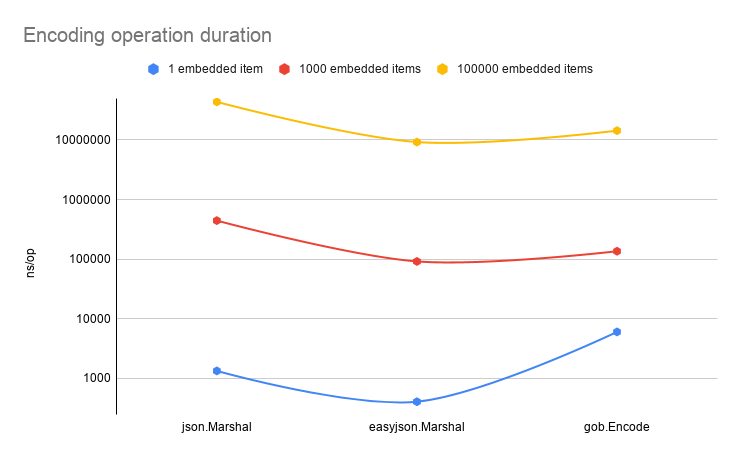 Encoding operation duration
1 embedded item
1000 embedded items
100000 embedded items
ns/op
10000000
1000000
100000
10000
1000
json.Marshal
easyjson.Marshal
gob.Encode